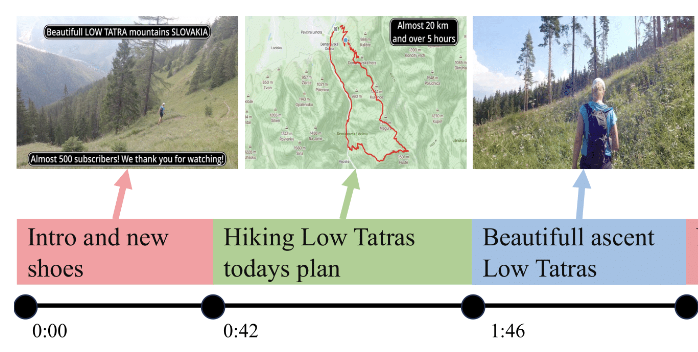 Beautifull LOW TATRA mountains SLOVAKIA
Almost 20 km
and over 5 hours
Almost 500 subscribers! We thank you for watching!
Intro and new
shoes
Hiking Low Tatras
todays plan
Beautifull ascent
Low Tatras
0:00
0:42
1:46